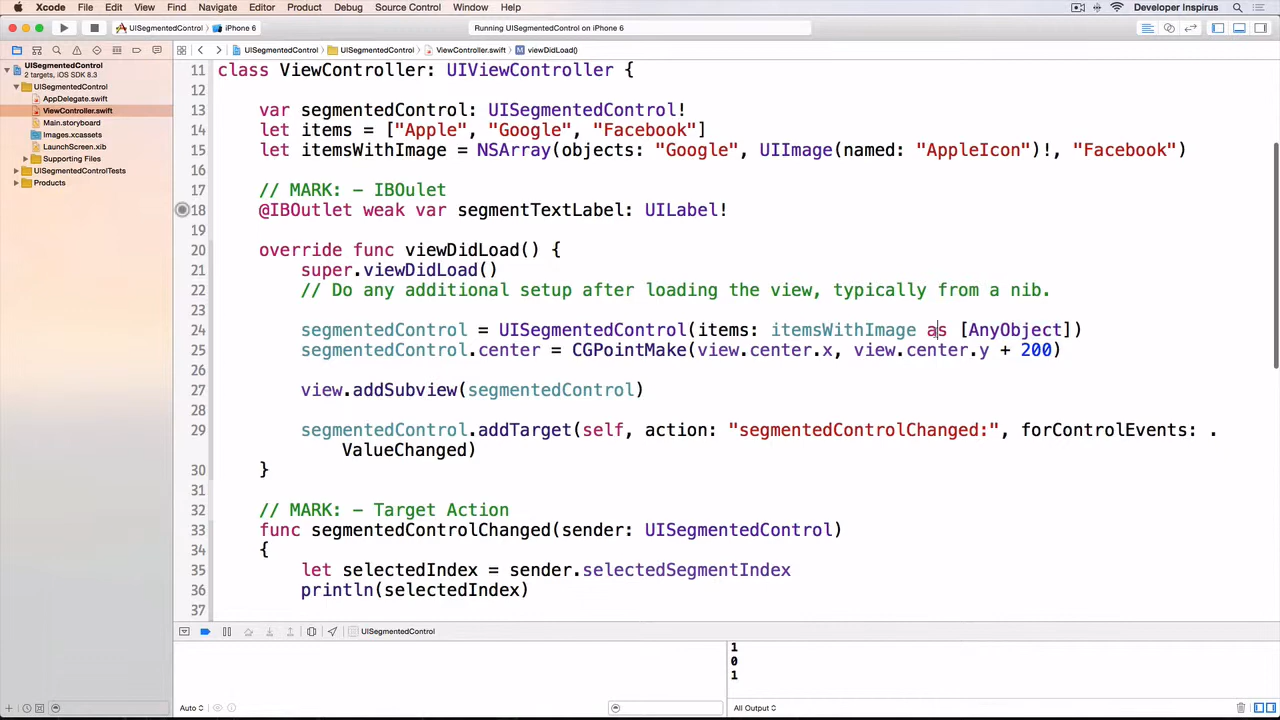 Xcode File Edit View Find Navigate Editor Product Debug Source Control Window Help Developer Inspirus
UISegmentedControl iPhone 6 Running UISegmentedControl on iPhone 6
UISegmentedControl UISegmentedControl ViewController.swift M viewDidLoad()
UISegmentedControl
2 targets, iOS SDK 8.3
UISegmentedControl
AppDelegate.swift
ViewController.swift
Main.storyboard
Images.xcassets
LaunchScreen.xib
Supporting Files
UISegmentedControlTests
Products
11 class ViewController: UIViewController {
12
13 var segmentedControl: UISegmentedControl!
14 let items = ["Apple", "Google", "Facebook"]
15 let itemsWithImage = NSArray(objects: "Google", UIImage(named: "AppleIcon")!, "Facebook")
16
17 // MARK: - IBOulet
18 @IBOutlet weak var segmentTextLabel: UILabel!
19
20 override func viewDidLoad() {
21 super.viewDidLoad()
22 // Do any additional setup after loading the view, typically from a nib.
23
24 segmentedControl = UISegmentedControl(items: itemsWithImage as [AnyObject])
25 segmentedControl.center = CGPointMake(view.center.x, view.center.y + 200)
26
27 view.addSubview(segmentedControl)
28
29 segmentedControl.addTarget(self, action: "segmentedControlChanged:", forControlEvents: .
ValueChanged)
30 }
31
32 // MARK: - Target Action
33 func segmentedControlChanged(sender: UISegmentedControl)
34 {
35 let selectedIndex = sender.selectedSegmentIndex
36 println(selectedIndex)
37
UISegmentedControl
1
0
1
Auto All Output